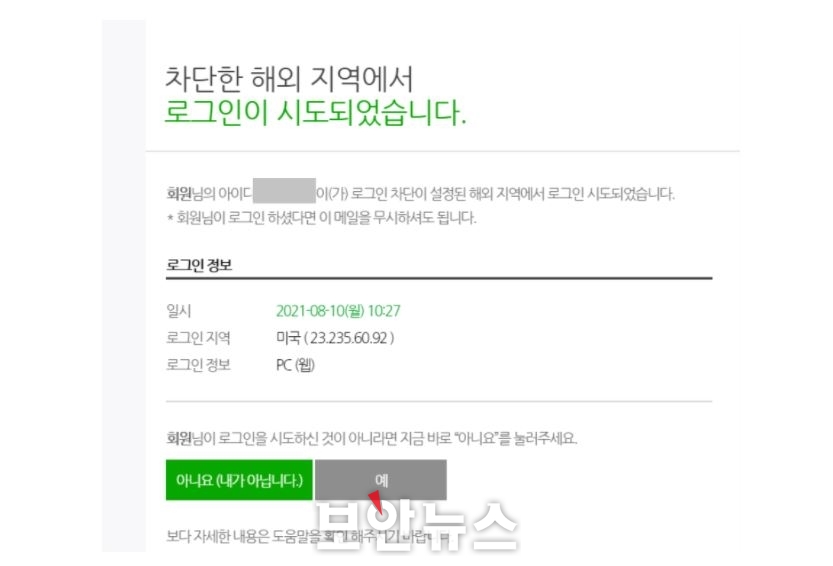 차단한 해외 지역에서
로그인이 시도되었습니다.
회원님의 아이디 이(가) 로그인 차단이 설정된 해외 지역에서 로그인 시도되었습니다.
* 회원님이 로그인 하셨다면 이 메일을 무시하셔도 됩니다.
로그인 정보
일시 2021-08-10(월) 10:27
로그인 지역 미국 ( 23.235.60.92 )
로그인 정보 PC (웹)
회원님이 로그인을 시도하신 것이 아니라면 지금 바로 “아니요”를 눌러주세요.
아니요 (내가 아닙니다.) 예
보다 자세한 내용은 도움말을 확인 해주시기 바랍니다.
보안뉴스